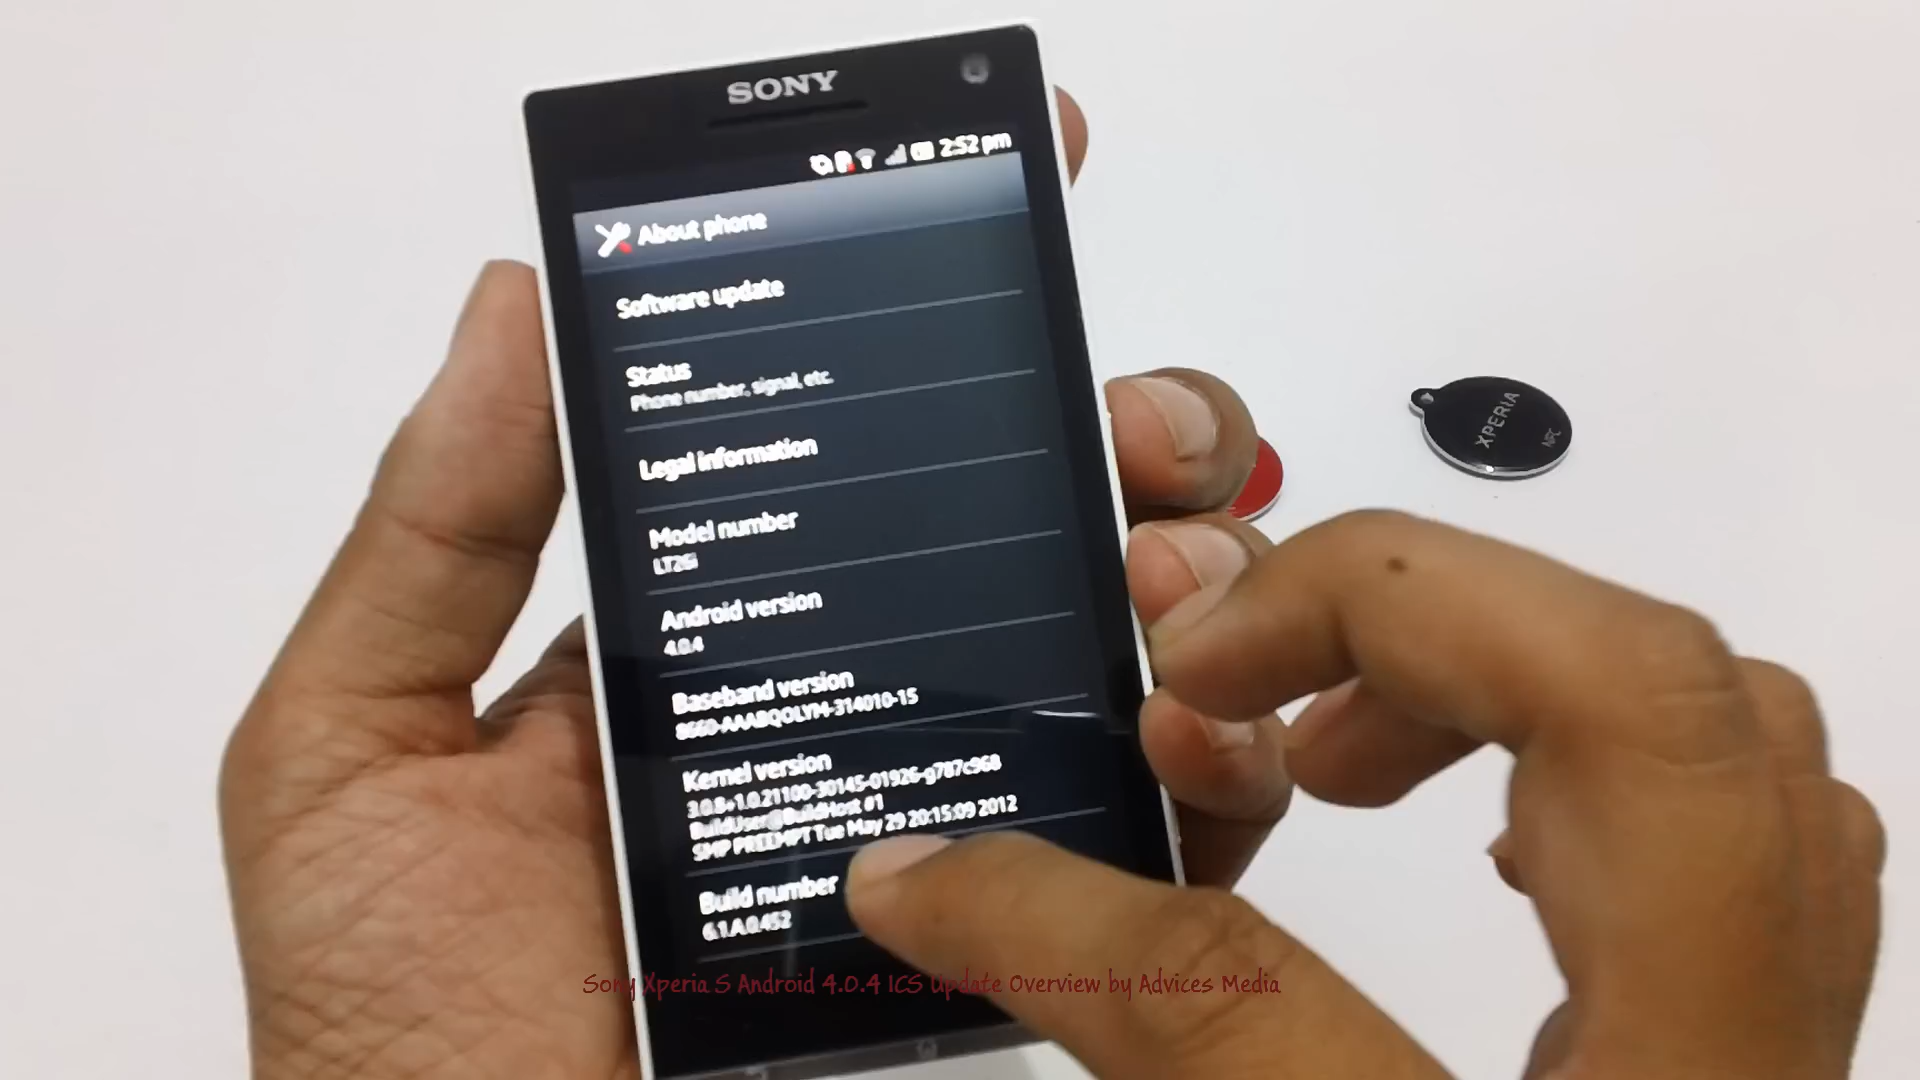 SONY
2:52 pm
About phone
Software update
Status
Phone number, signal, etc.
Legal information
Model number
LT26i
Android version
4.0.4
Baseband version
8660-AAABQOLYM-314010-15
Kernel version
3.0.8+1.0.21100-30145-01926-g787c968
BuildUser@BuildHost #1
SMP PREEMPT Tue May 29 20:15:09 2012
Build number
6.1.A.0.452
XPERIA
NFC
Sony Xperia S Android 4.0.4 ICS Update Overview by Advices Media